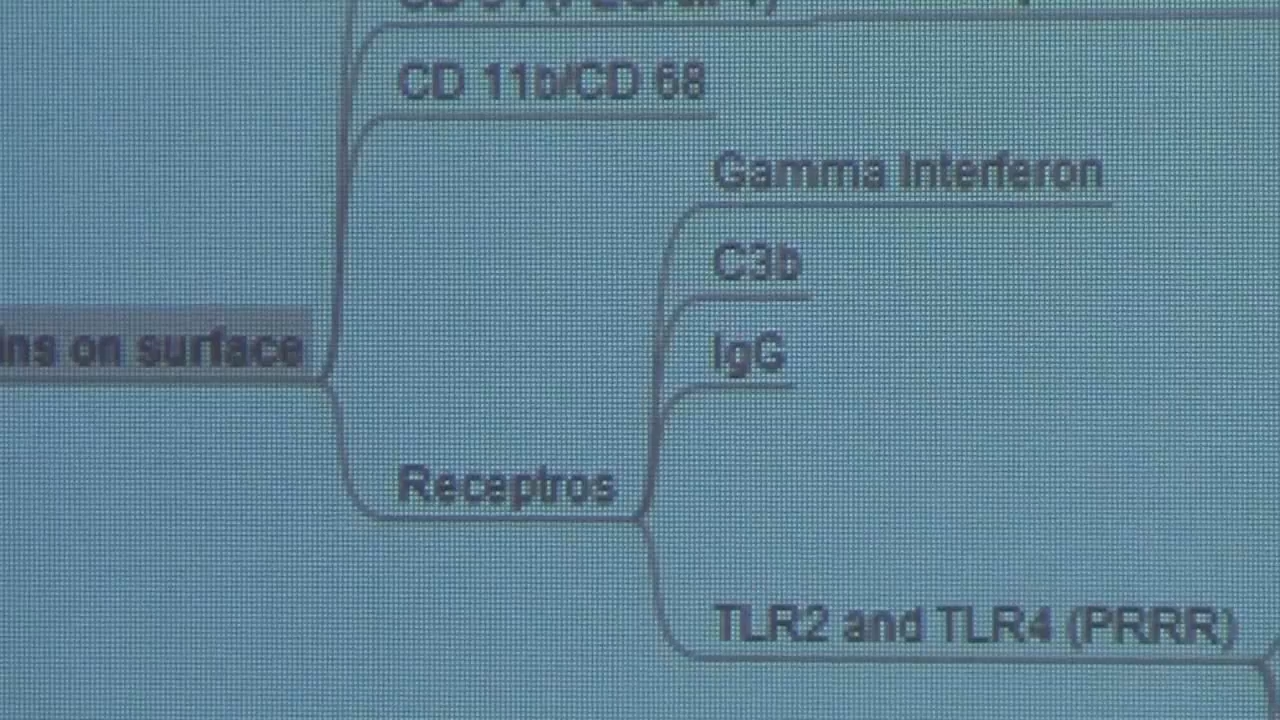 CD 11b/CD 68
Gamma Interferon
C3b
IgG
ins on surface
Receptros
TLR2 and TLR4 (PRRR)